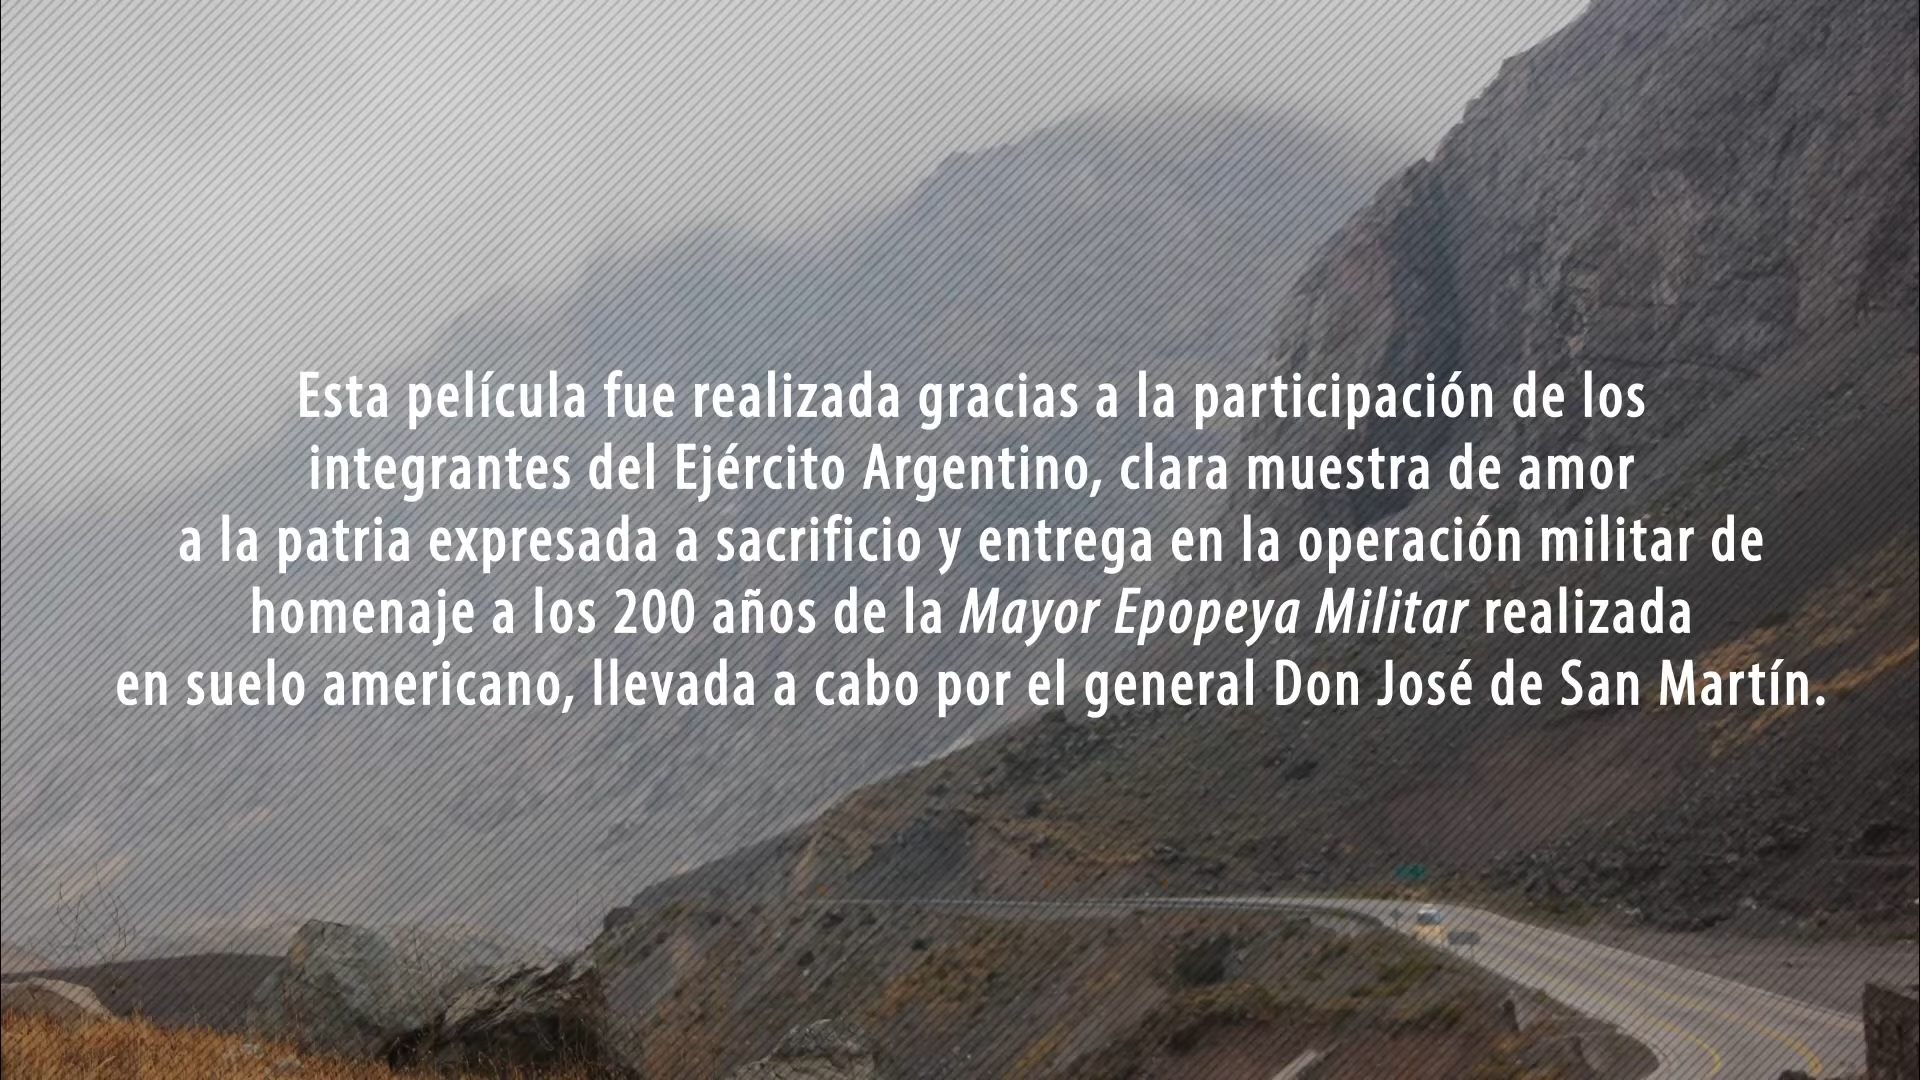 Esta película fue realizada gracias a la participación de los
integrantes del Ejército Argentino, clara muestra de amor
a la patria expresada a sacrificio y entrega en la operación militar de
homenaje a los 200 años de la Mayor Epopeya Militar realizada
en suelo americano, llevada a cabo por el general Don José de San Martín.